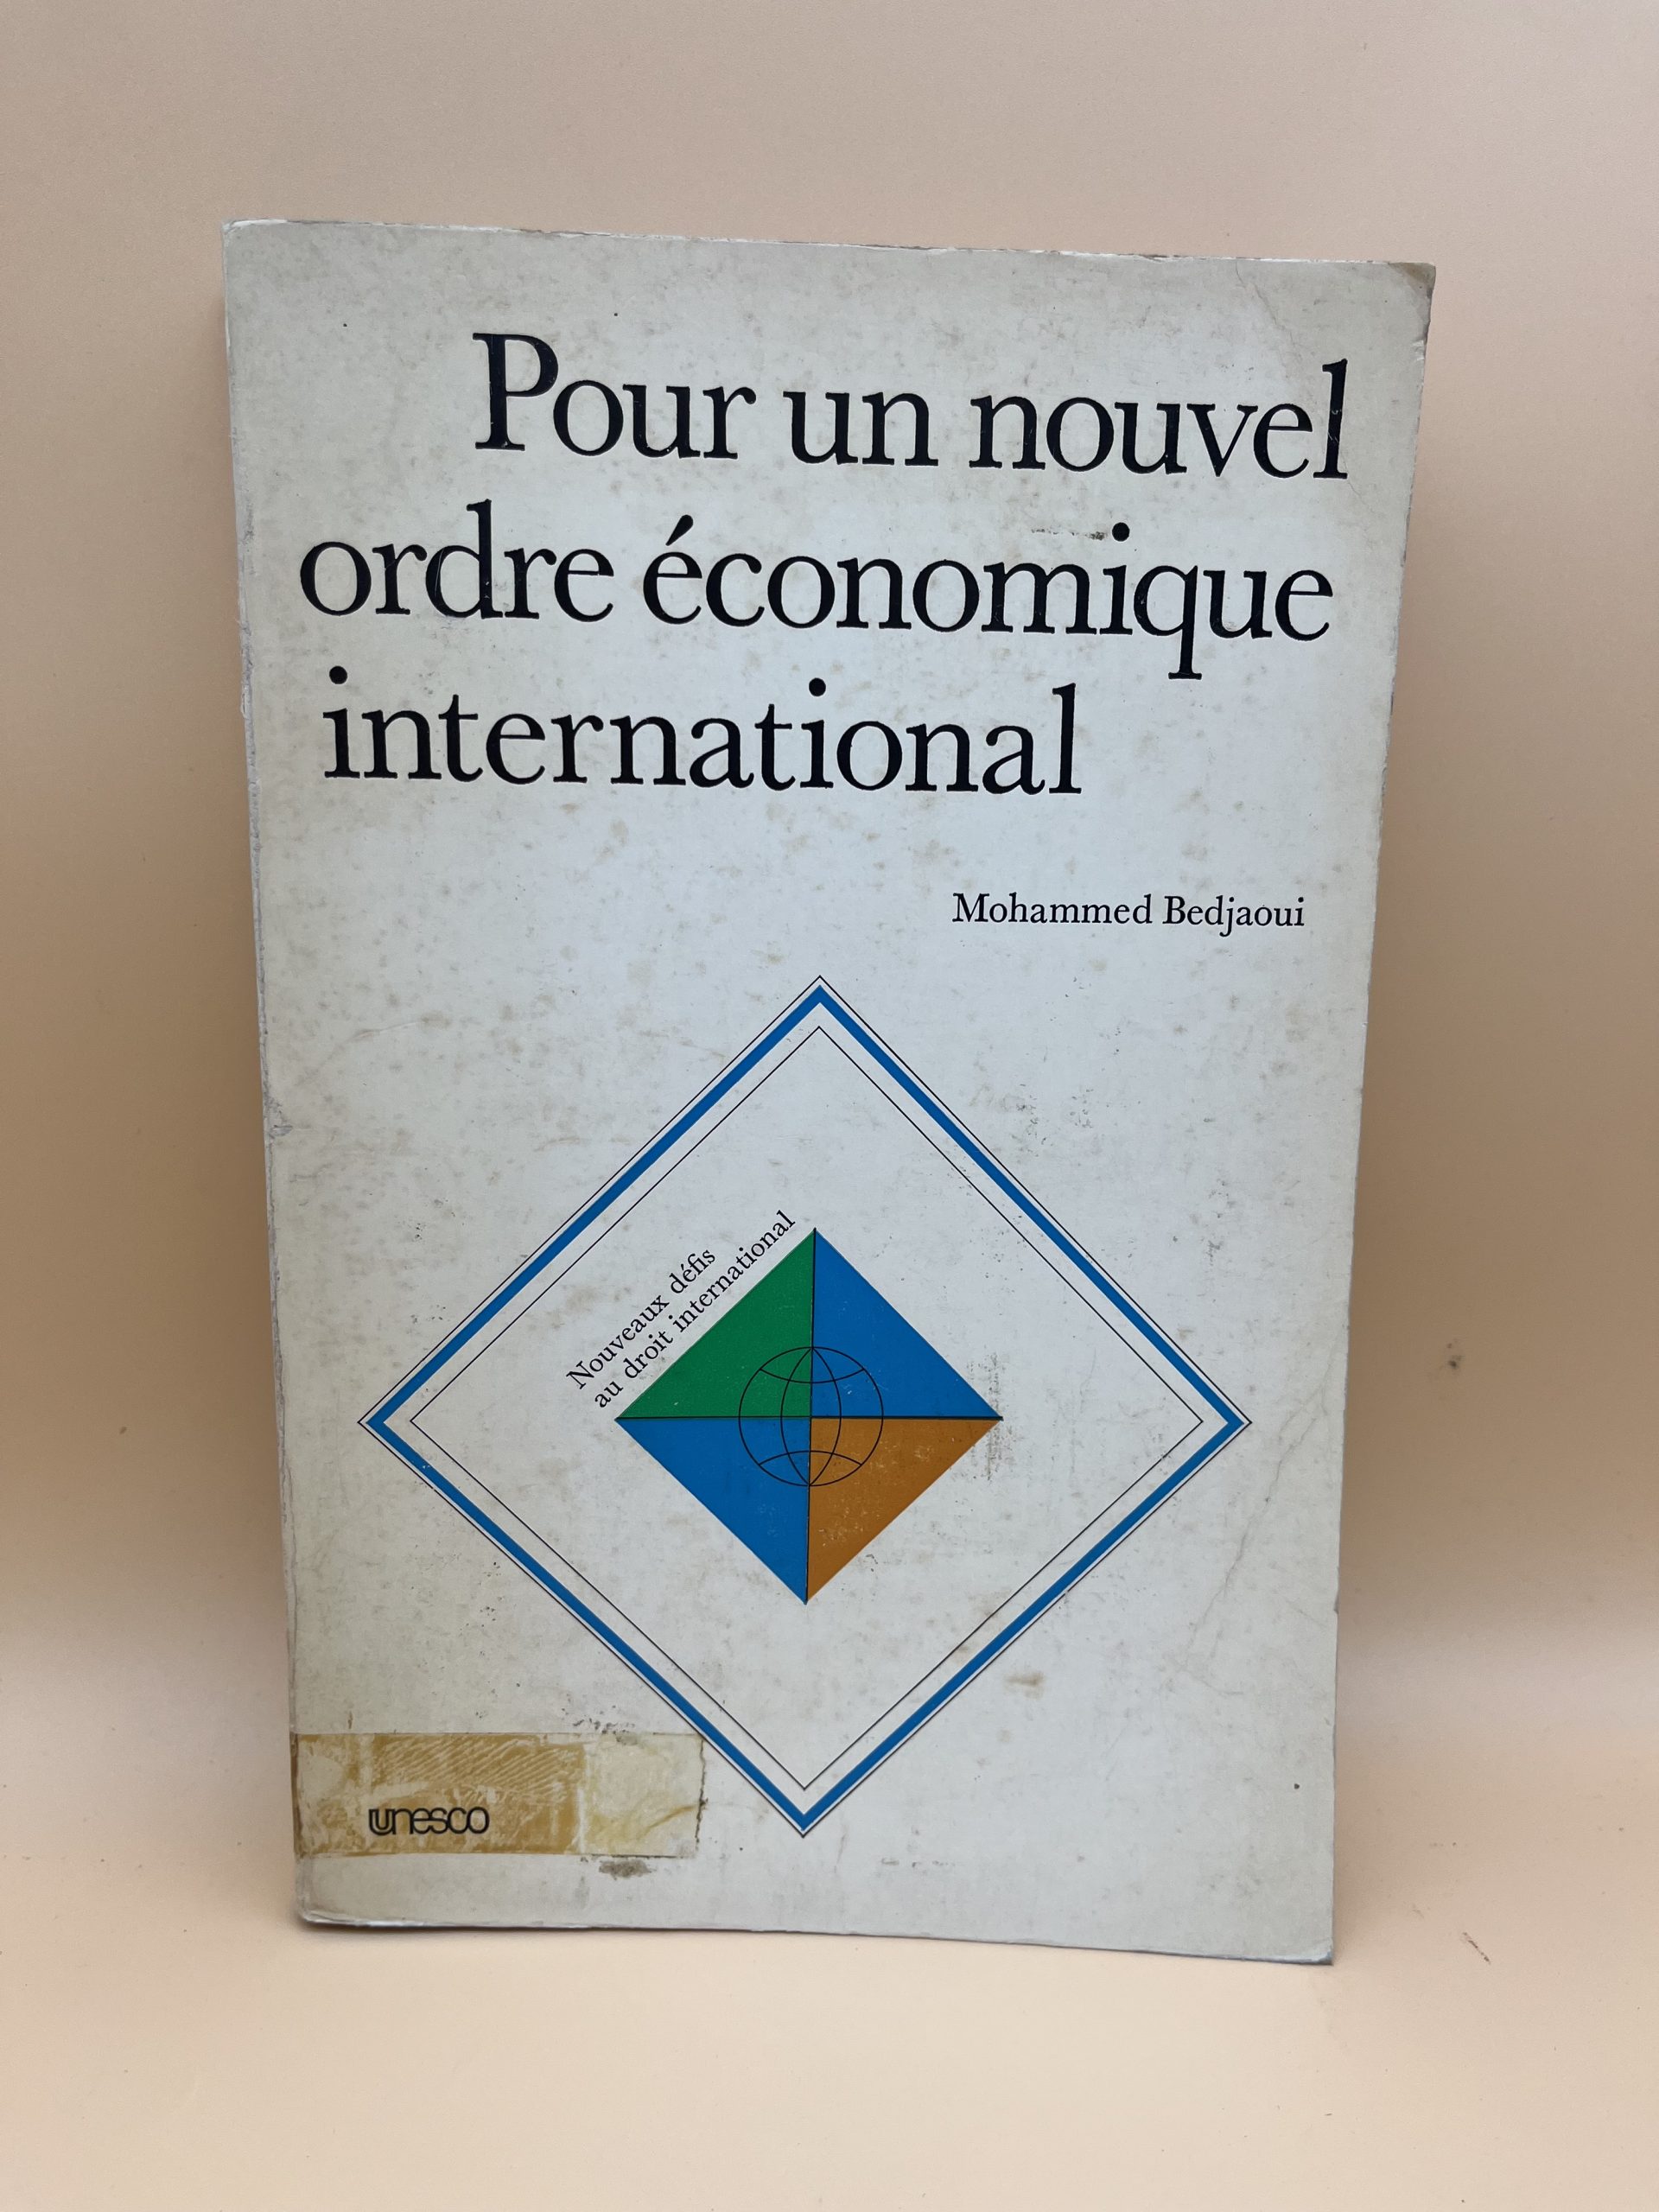 Pour un nouvel
ordre économique
international
Mohammed Bedjaoui
Nouveaux défis
au droit international
unesco